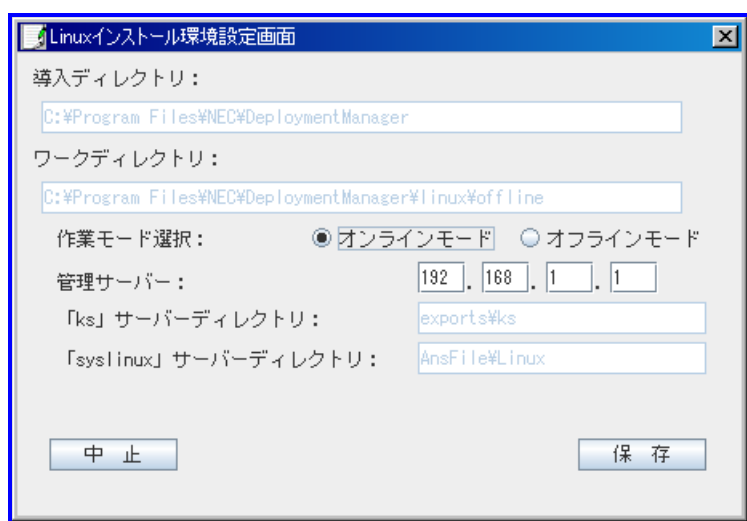 Linuxインストール環境設定画面
導入ディレクトリ：
C:¥Program Files¥NEC¥DeploymentManager
ワークディレクトリ：
C:¥Program Files¥NEC¥DeploymentManager¥linux¥offline
作業モード選択： オンラインモード オフラインモード
管理サーバー： 192 . 168 . 1 . 1
「ks」サーバーディレクトリ： exports¥ks
「syslinux」サーバーディレクトリ： AnsFile¥Linux
中 止 保 存